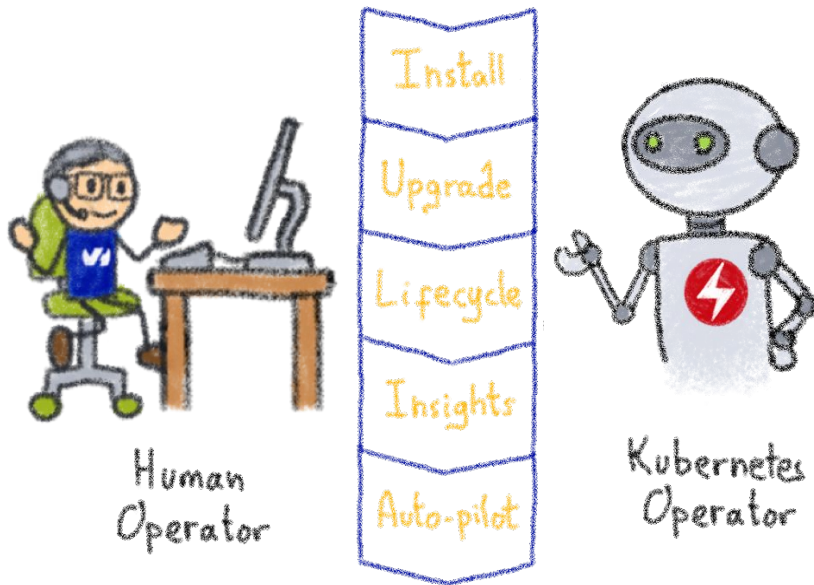 Install
Upgrade
Lifecycle
Insights
Auto-pilot
Human
Operator
Kubernetes
Operator